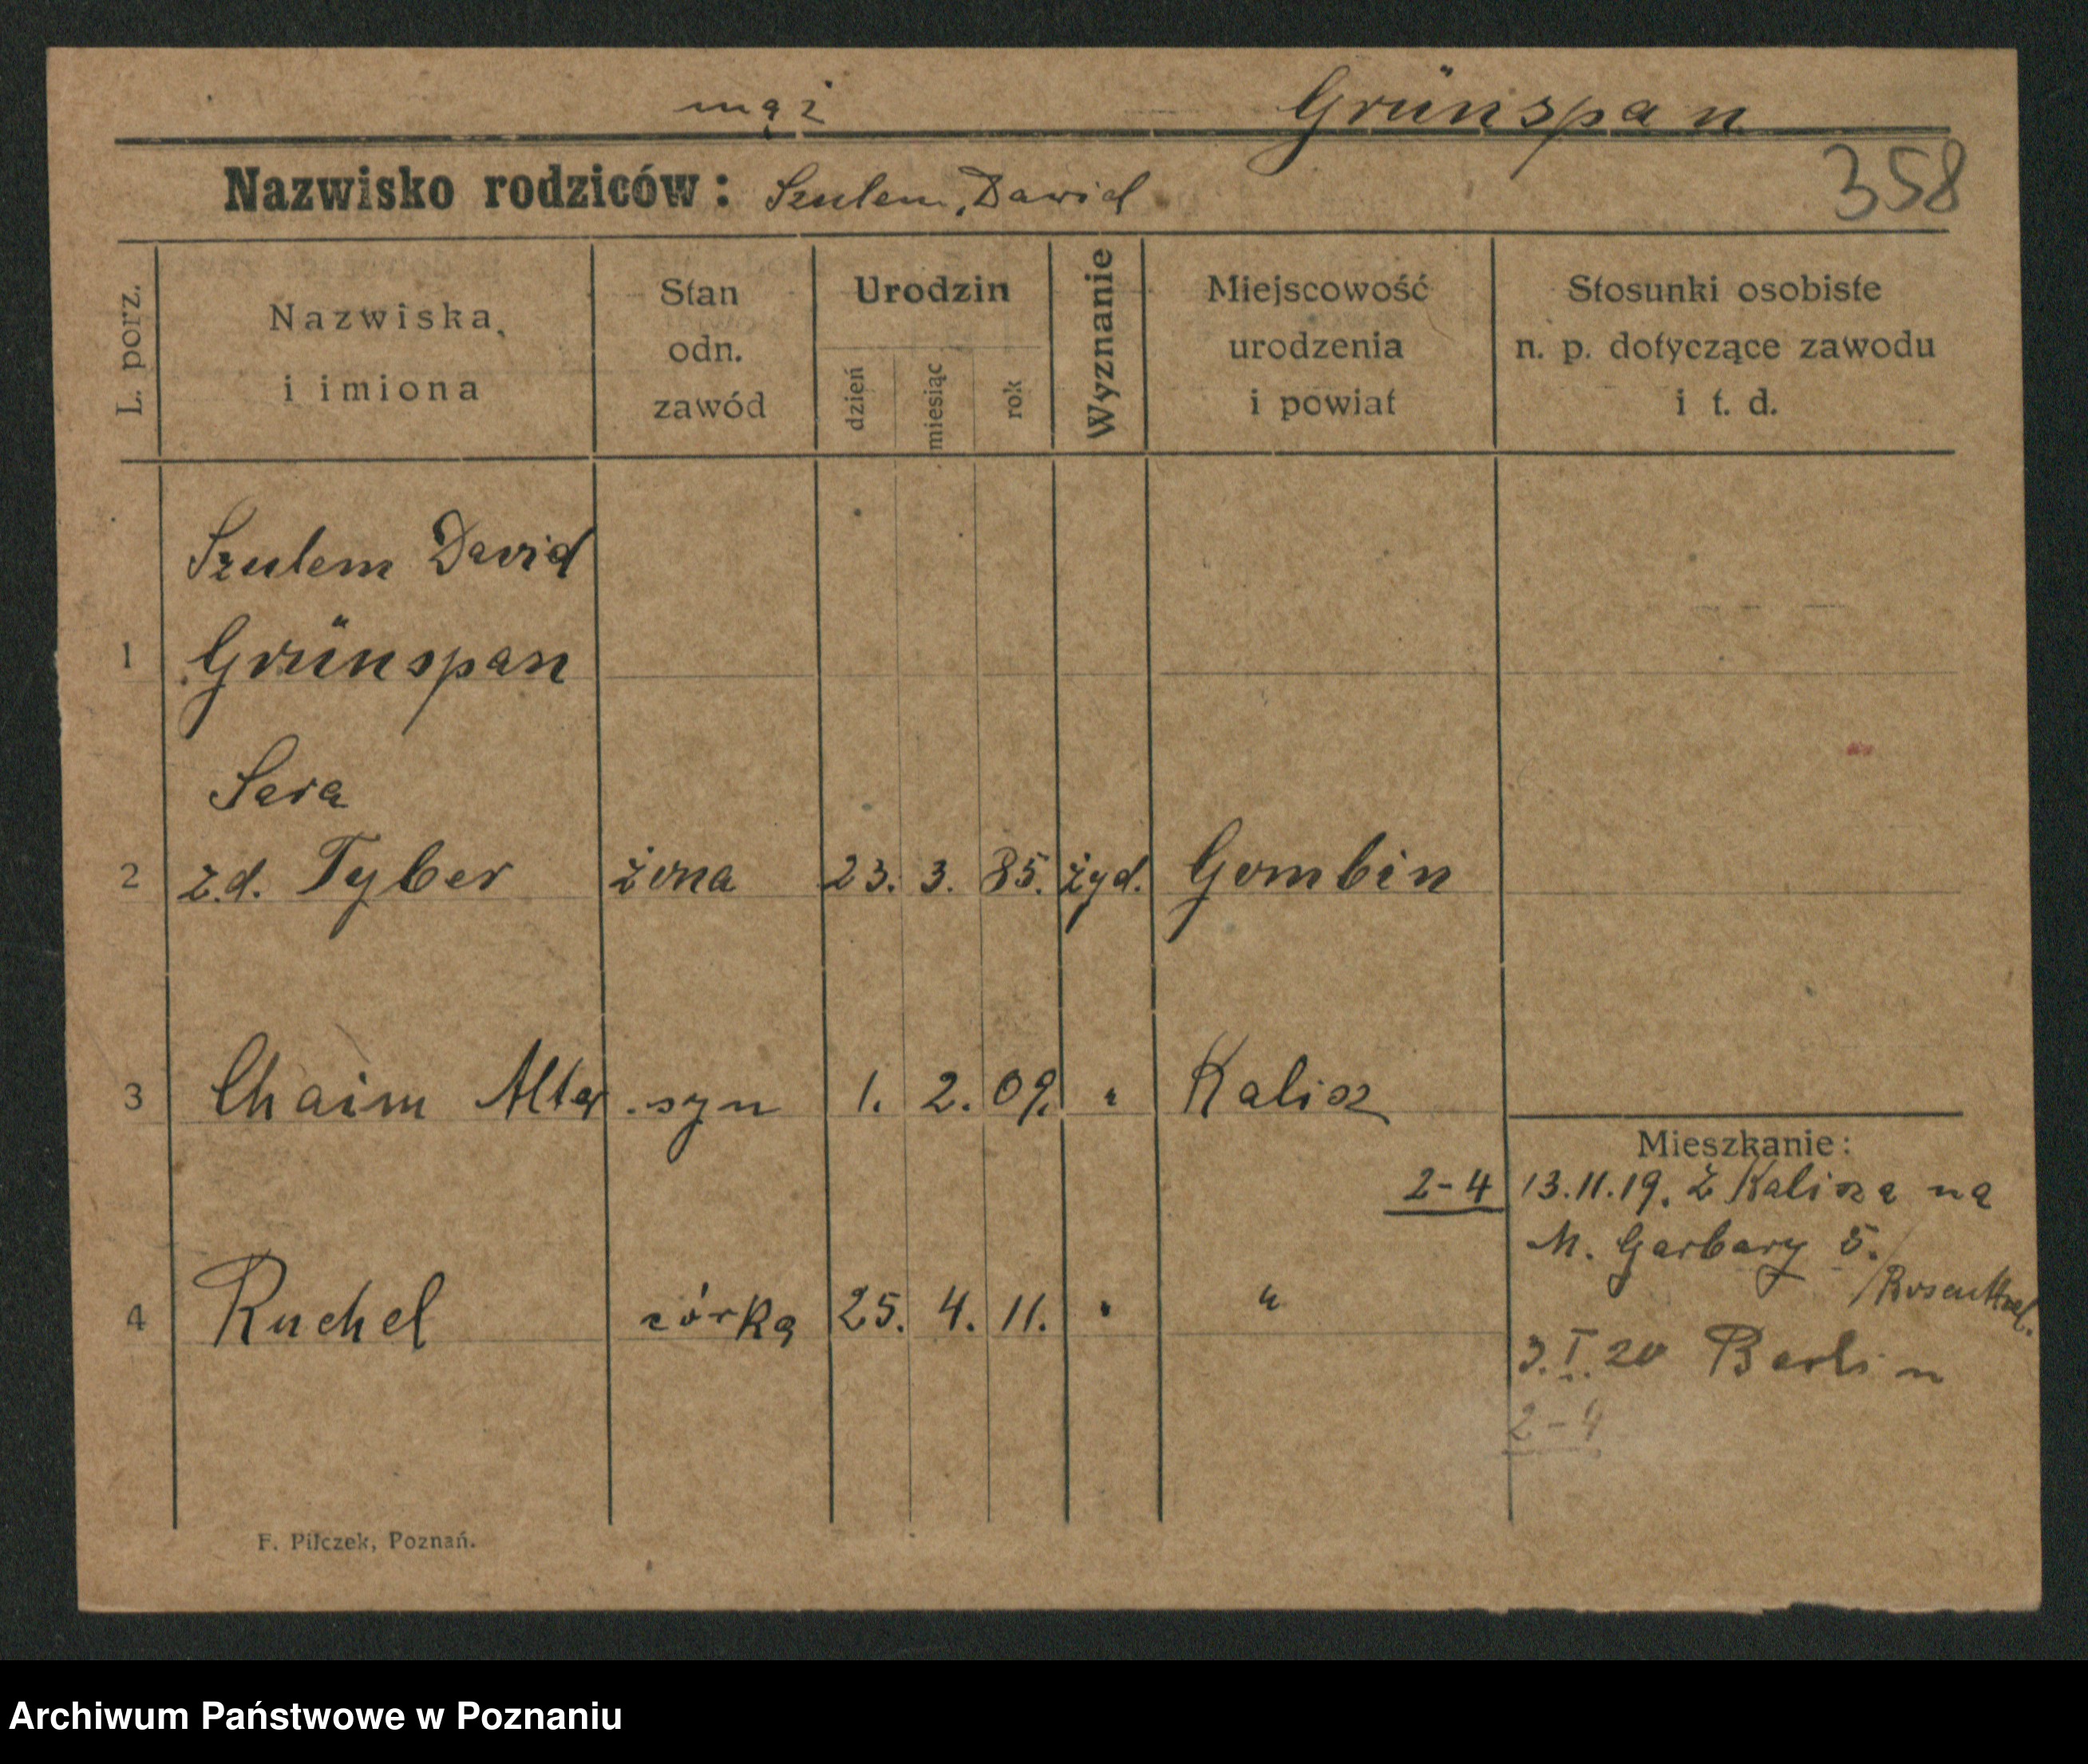 mąż Grünspan
Nazwisko rodziców: Szulem, Dawid 358
L. porz.
Nazwiska
i imiona
Stan
odn.
zawód
Urodzin
dzień
miesiąc
rok
Wyznanie
Miejscowość
urodzenia
i powiat
Stosunki osobiste
n. p. dotyczące zawodu
i t. d.
Szulem David
1 Grünspan
Sara
2 z.d. Tyber żona 23. 3. 85. żyd. Gombin
3 Chaim Alter syn 1. 2. 09. " Kalisz
Mieszkanie:
2-4 13.11.19. z Kalisza na
M. Garbary 5.
/Rosenthal.
4 Ruchel córka 25. 4. 11. " "
3.I.20 Berlin
2-4
F. Pilczek, Poznań.
Archiwum Państwowe w Poznaniu